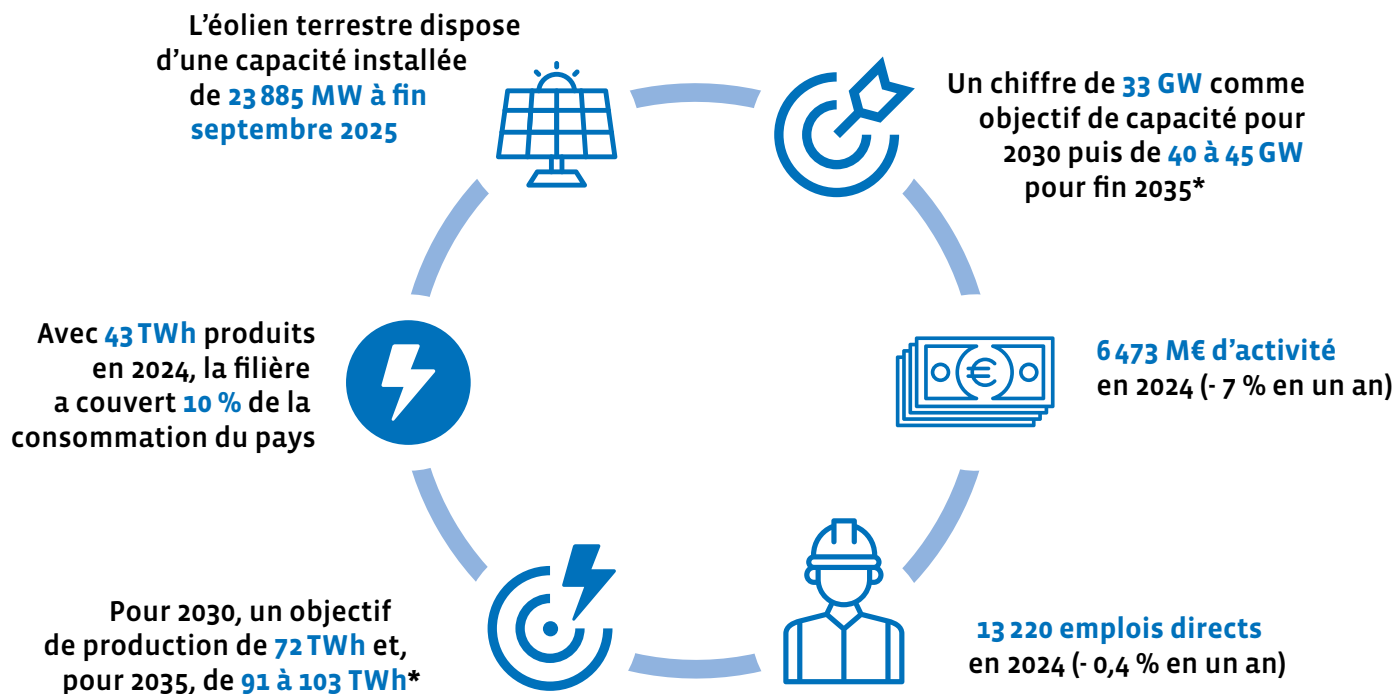 L’éolien terrestre dispose
d’une capacité installée
de 23 885 MW à fin
septembre 2025
Un chiffre de 33 GW comme
objectif de capacité pour
2030 puis de 40 à 45 GW
pour fin 2035*
Avec 43 TWh produits
en 2024, la filière
a couvert 10 % de la
consommation du pays
€
6 473 M€ d’activité
en 2024 (- 7 % en un an)
Pour 2030, un objectif
de production de 72 TWh et,
pour 2035, de 91 à 103 TWh*
13 220 emplois directs
en 2024 (- 0,4 % en un an)